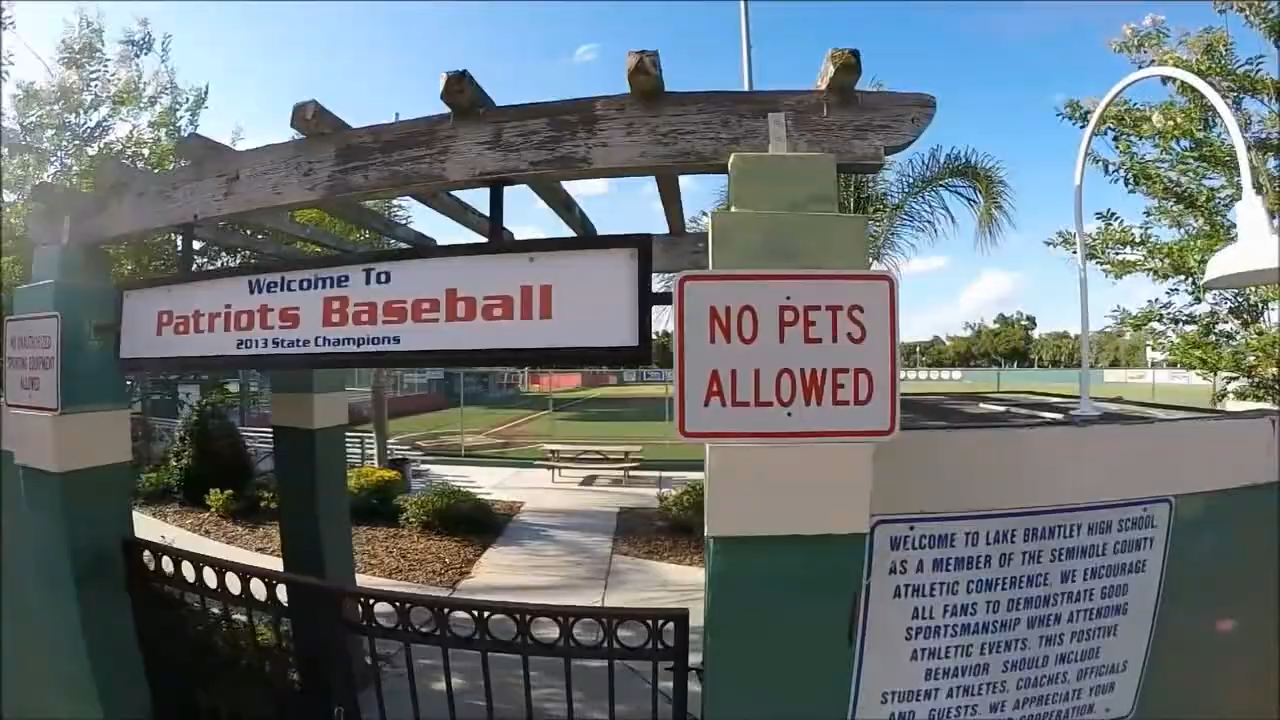 NO UNAUTHORIZED
SPORTING EQUIPMENT
ALLOWED
Welcome To
Patriots Baseball
2013 State Champions
NO PETS
ALLOWED
WELCOME TO LAKE BRANTLEY HIGH SCHOOL.
AS A MEMBER OF THE SEMINOLE COUNTY
ATHLETIC CONFERENCE, WE ENCOURAGE
ALL FANS TO DEMONSTRATE GOOD
SPORTSMANSHIP WHEN ATTENDING
ATHLETIC EVENTS. THIS POSITIVE
BEHAVIOR SHOULD INCLUDE
STUDENT ATHLETES, COACHES, OFFICIALS
AND GUESTS. WE APPRECIATE YOUR
COOPERATION.